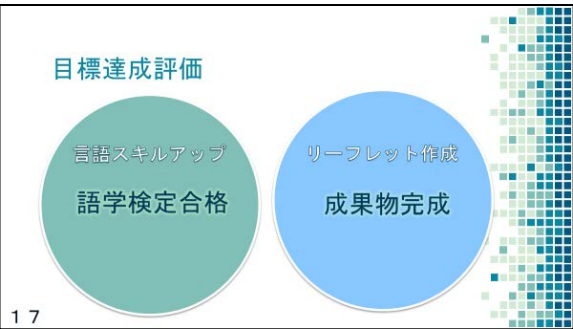 目標達成評価
言語スキルアップ
語学検定合格
リーフレット作成
成果物完成
17